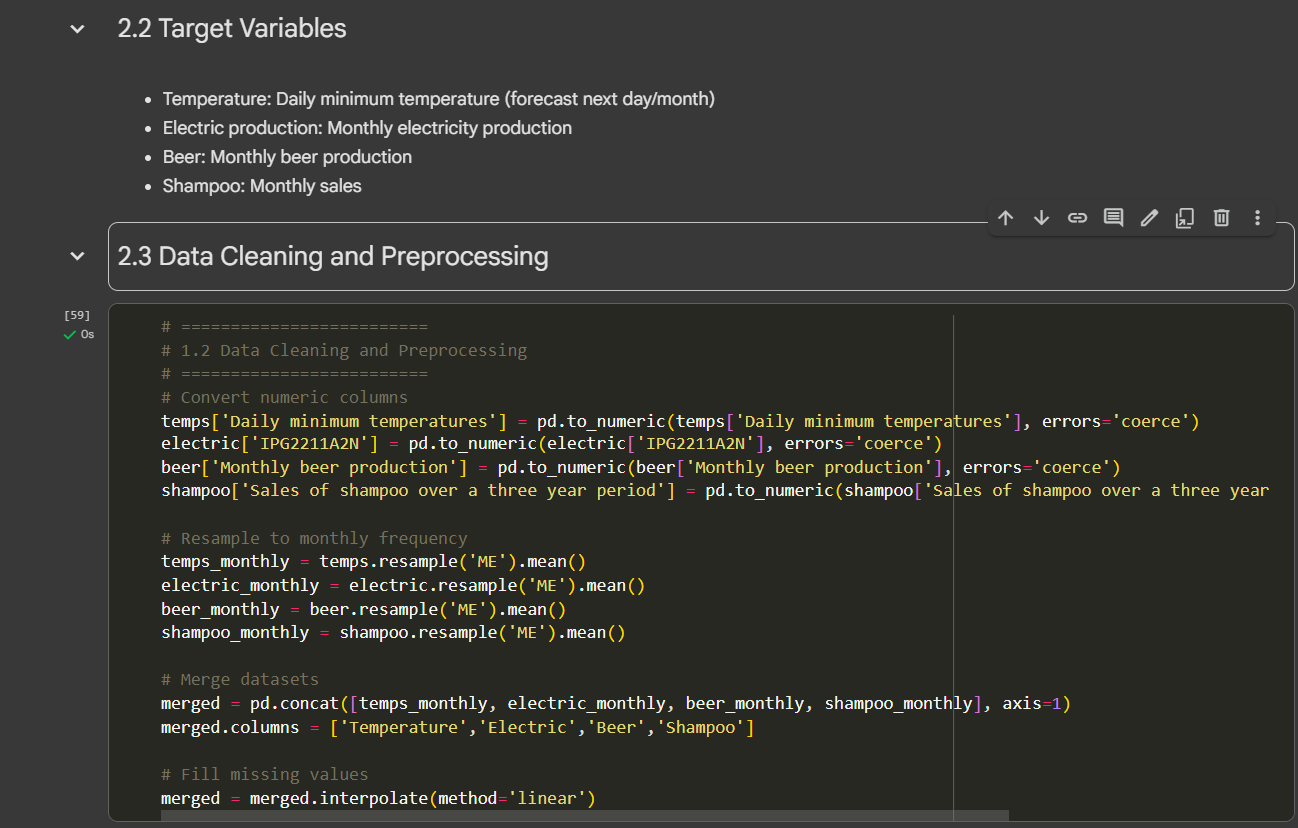 2.2 Target Variables
• Temperature: Daily minimum temperature (forecast next day/month)
• Electric production: Monthly electricity production
• Beer: Monthly beer production
• Shampoo: Monthly sales
2.3 Data Cleaning and Preprocessing
[59]
0s
# =========================
# 1.2 Data Cleaning and Preprocessing
# =========================
# Convert numeric columns
temps['Daily minimum temperatures'] = pd.to_numeric(temps['Daily minimum temperatures'], errors='coerce')
electric['IPG2211A2N'] = pd.to_numeric(electric['IPG2211A2N'], errors='coerce')
beer['Monthly beer production'] = pd.to_numeric(beer['Monthly beer production'], errors='coerce')
shampoo['Sales of shampoo over a three year period'] = pd.to_numeric(shampoo['Sales of shampoo over a three year
# Resample to monthly frequency
temps_monthly = temps.resample('ME').mean()
electric_monthly = electric.resample('ME').mean()
beer_monthly = beer.resample('ME').mean()
shampoo_monthly = shampoo.resample('ME').mean()
# Merge datasets
merged = pd.concat([temps_monthly, electric_monthly, beer_monthly, shampoo_monthly], axis=1)
merged.columns = ['Temperature','Electric','Beer','Shampoo']
# Fill missing values
merged = merged.interpolate(method='linear')